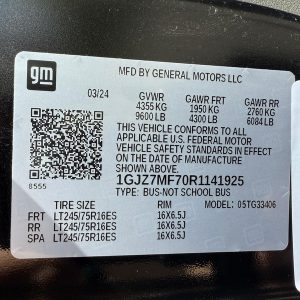 gm
MFD BY GENERAL MOTORS LLC
03/24 GVWR GAWR FRT GAWR RR
4355 KG 1950 KG 2760 KG
9600 LB 4300 LB 6084 LB
THIS VEHICLE CONFORMS TO ALL
APPLICABLE U.S. FEDERAL MOTOR
VEHICLE SAFETY STANDARDS IN EFFECT
ON THE DATE OF MANUFACTURE
SHOWN ABOVE.
1GJZ7MF70R1141925
8555 TYPE: BUS-NOT SCHOOL BUS
TIRE SIZE RIM MODEL: 05TG33406
FRT LT245/75R16ES 16X6.5J
RR LT245/75R16ES 16X6.5J
SPA LT245/75R16ES 16X6.5J